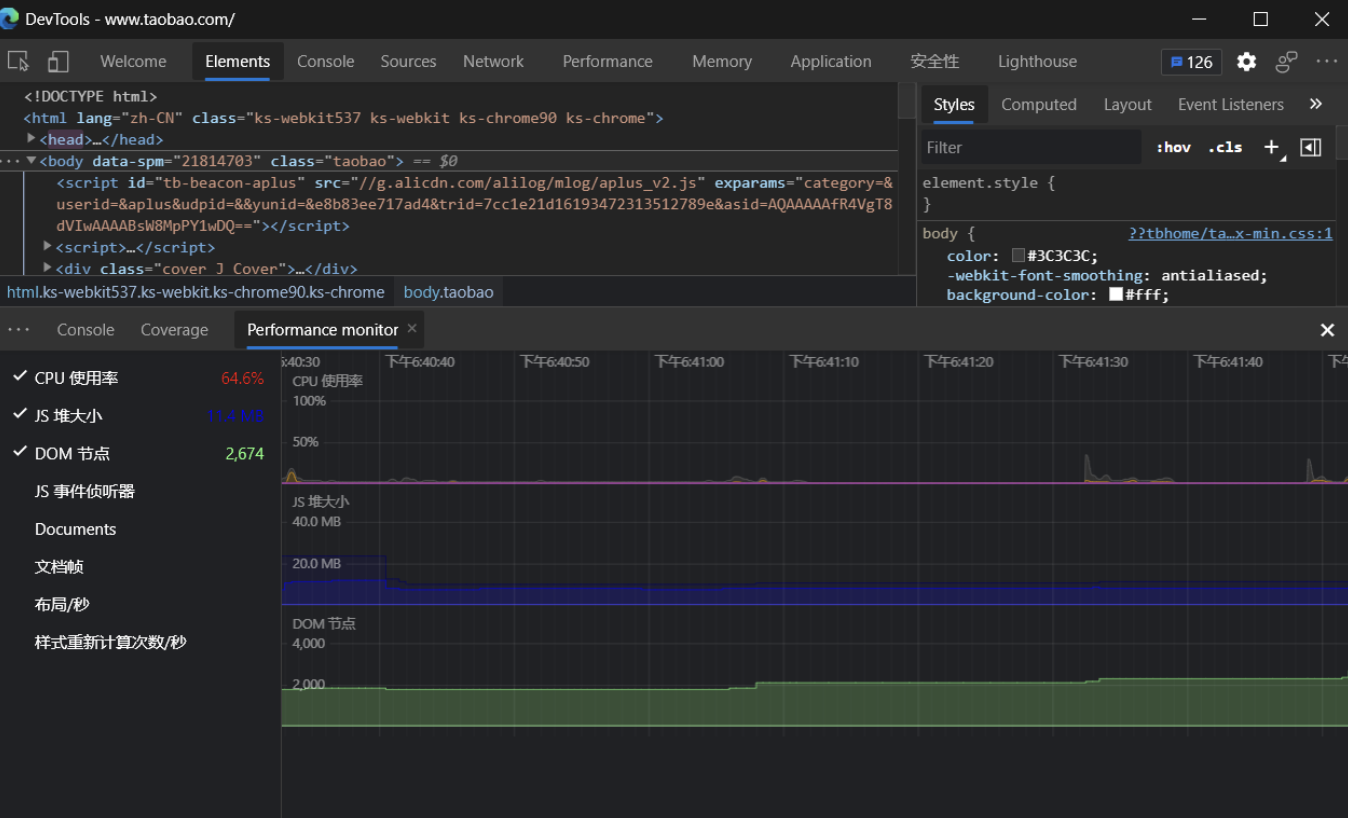 DevTools - www.taobao.com/
Welcome Elements Console Sources Network Performance Memory Application 安全性 Lighthouse 126
<!DOCTYPE html>
<html lang="zh-CN" class="ks-webkit537 ks-webkit ks-chrome90 ks-chrome">
<head>…</head>
<body data-spm="21814703" class="taobao"> == $0
<script id="tb-beacon-aplus" src="//g.alicdn.com/alilog/mlog/aplus_v2.js" exparams="category=&
userid=&aplus&udpid=&&yunid=&e8b83ee717ad4&trid=7cc1e21d16193472313512789e&asid=AQAAAAAfR4VgT8
dVIwAAAABsW8MpPY1wDQ=="></script>
<script>…</script>
<div class="cover J_Cover">…</div>
html.ks-webkit537.ks-webkit.ks-chrome90.ks-chrome body.taobao
Styles Computed Layout Event Listeners »
Filter :hov .cls +
element.style {
}
body { ??tbhome/ta…x-min.css:1
color: #3C3C3C;
-webkit-font-smoothing: antialiased;
background-color: #fff;
Console Coverage Performance monitor
CPU 使用率 64.6%
JS 堆大小 11.4 MB
DOM 节点 2,674
JS 事件侦听器
Documents
文档帧
布局/秒
样式重新计算次数/秒
6:40:30 下午6:40:40 下午6:40:50 下午6:41:00 下午6:41:10 下午6:41:20 下午6:41:30 下午6:41:40 下午
CPU 使用率
100%
50%
JS 堆大小
40.0 MB
20.0 MB
DOM 节点
4,000
2,000